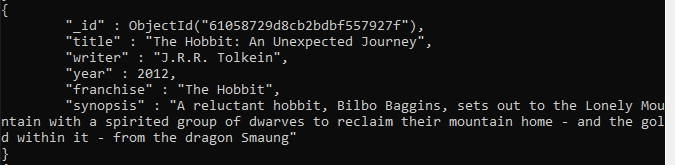 {
"_id" : ObjectId("61058729d8cb2bdbf557927f"),
"title" : "The Hobbit: An Unexpected Journey",
"writer" : "J.R.R. Tolkein",
"year" : 2012,
"franchise" : "The Hobbit",
"synopsis" : "A reluctant hobbit, Bilbo Baggins, sets out to the Lonely Mou
ntain with a spirited group of dwarves to reclaim their mountain home - and the gol
d within it - from the dragon Smaung"
}